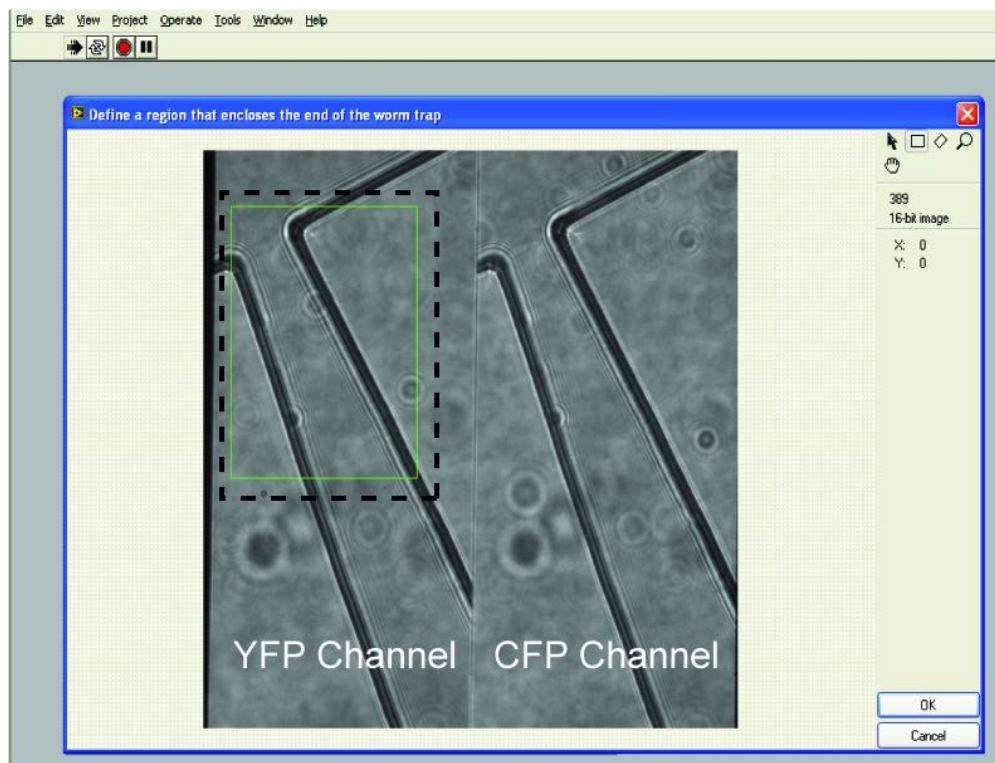 File Edit View Project Operate Tools Window Help
Define a region that encloses the end of the worm trap
389
16-bit image
X: 0
Y: 0
YFP Channel CFP Channel
OK
Cancel